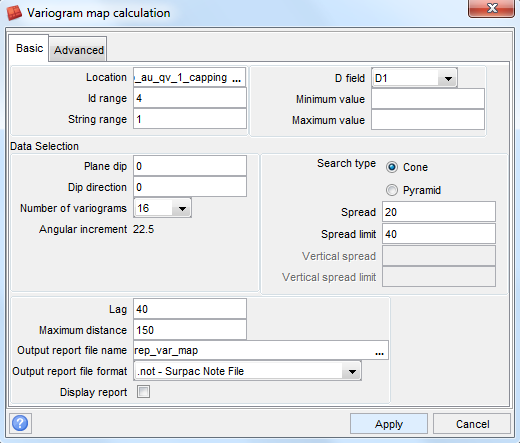 Variogram map calculation
Basic Advanced
Location )_au_qv_1_capping ...
Id range 4
String range 1
D field D1
Minimum value
Maximum value
Data Selection
Plane dip 0
Dip direction 0
Number of variograms 16
Angular increment 22.5
Search type Cone
Pyramid
Spread 20
Spread limit 40
Vertical spread
Vertical spread limit
Lag 40
Maximum distance 150
Output report file name rep_var_map ...
Output report file format .not - Surpac Note File
Display report
? Apply Cancel